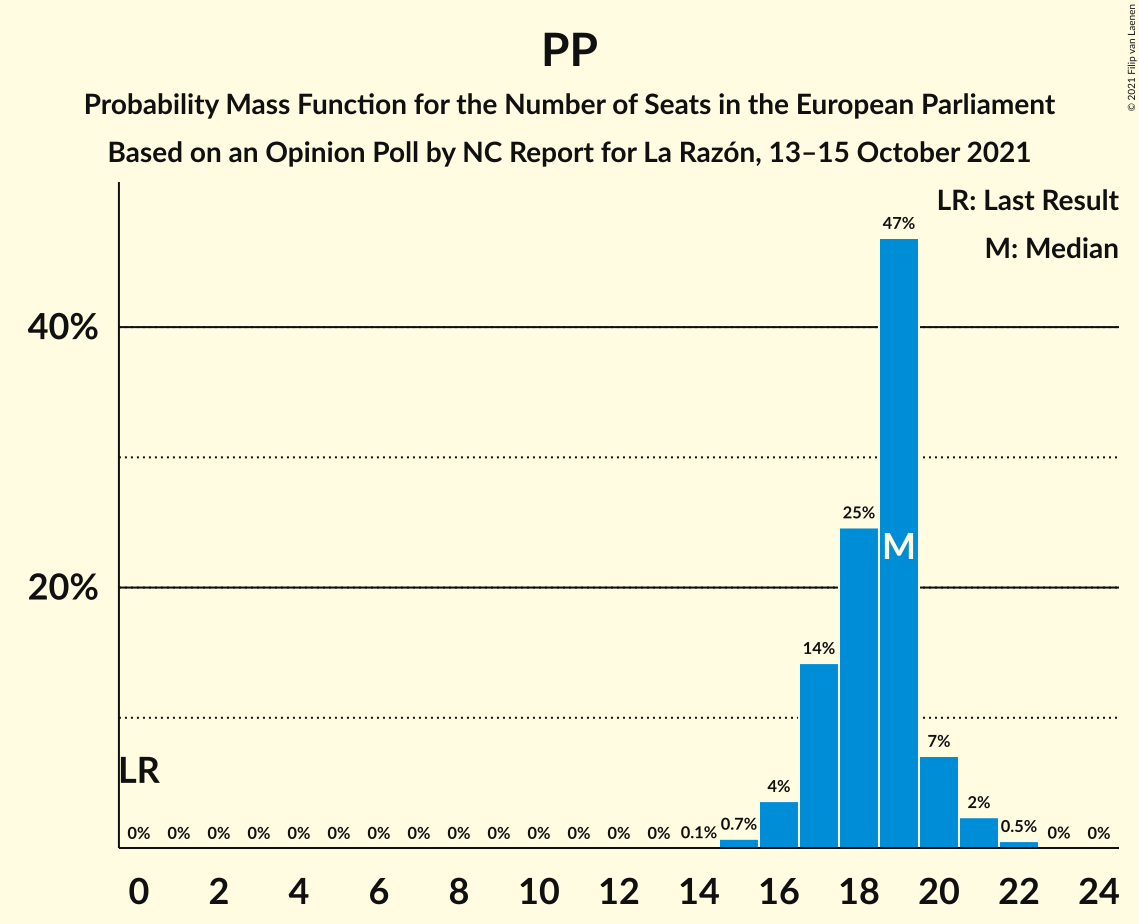 PP
Probability Mass Function for the Number of Seats in the European Parliament
Based on an Opinion Poll by NC Report for La Razón, 13–15 October 2021
© 2021 Filip van Laenen
LR: Last Result
M: Median
47%
40%
25%
M
20%
14%
7%
LR
4%
2%
0% 0% 0% 0% 0% 0% 0% 0% 0% 0% 0% 0% 0% 0% 0.1% 0.7% 0.5% 0% 0%
0 2 4 6 8 10 12 14 16 18 20 22 24